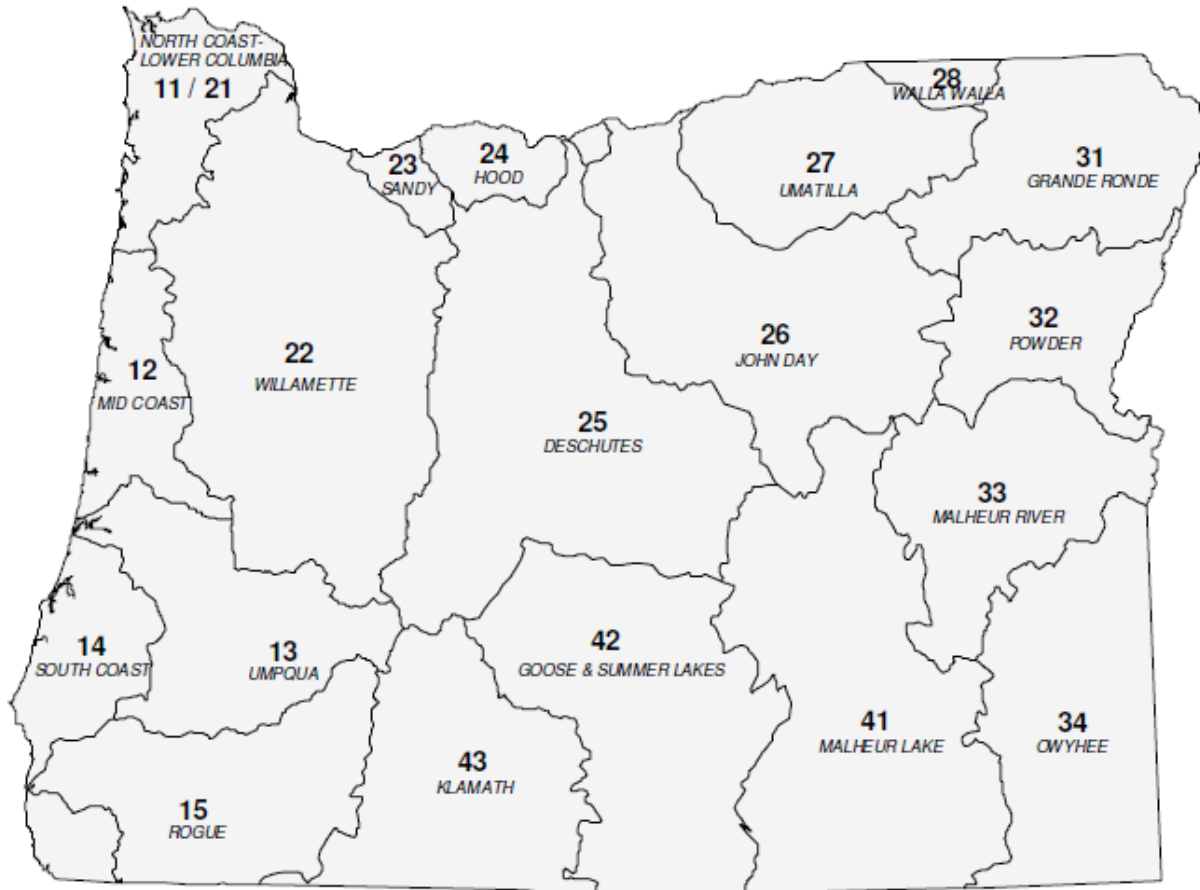 NORTH COAST-
LOWER COLUMBIA
11 / 21
28
WALLA WALLA
23
SANDY
24
HOOD
27
UMATILLA
31
GRANDE RONDE
12
MID COAST
22
WILLAMETTE
26
JOHN DAY
32
POWDER
25
DESCHUTES
33
MALHEUR RIVER
14
SOUTH COAST
13
UMPQUA
42
GOOSE & SUMMER LAKES
41
MALHEUR LAKE
34
OWYHEE
43
KLAMATH
15
ROGUE